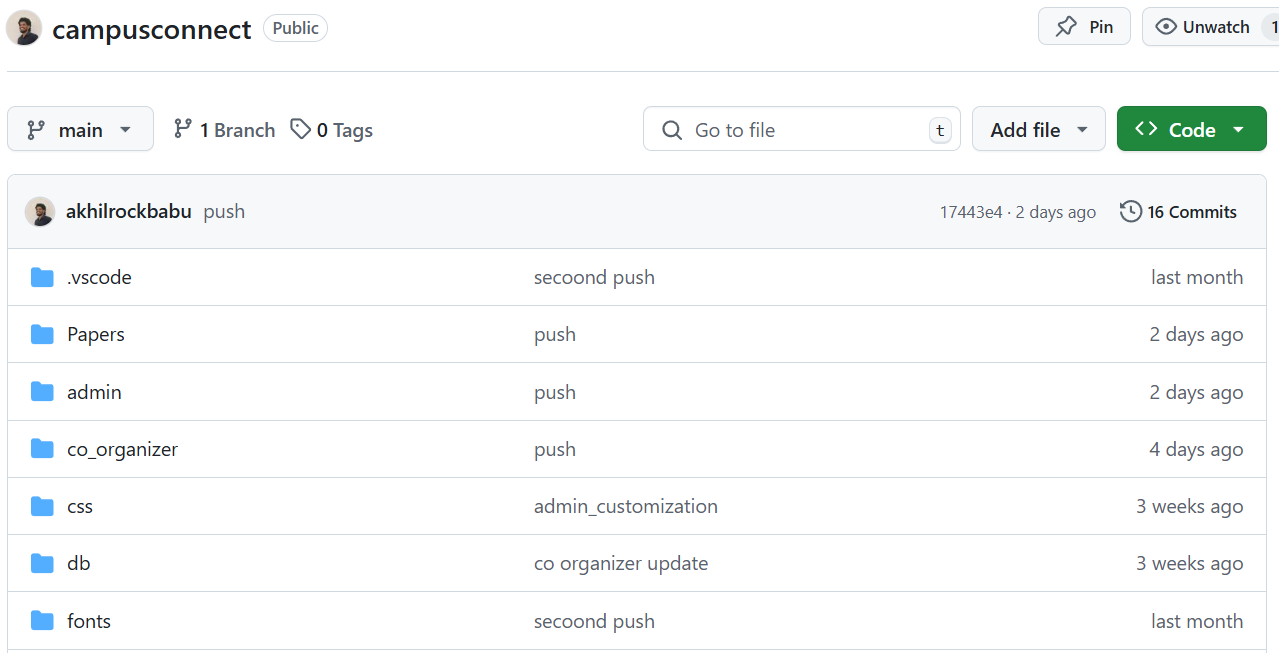 campusconnect Public Pin Unwatch 1
main 1 Branch 0 Tags Go to file t Add file Code
akhilrockbabu push 17443e4 · 2 days ago 16 Commits
.vscode secoond push last month
Papers push 2 days ago
admin push 2 days ago
co_organizer push 4 days ago
css admin_customization 3 weeks ago
db co organizer update 3 weeks ago
fonts secoond push last month